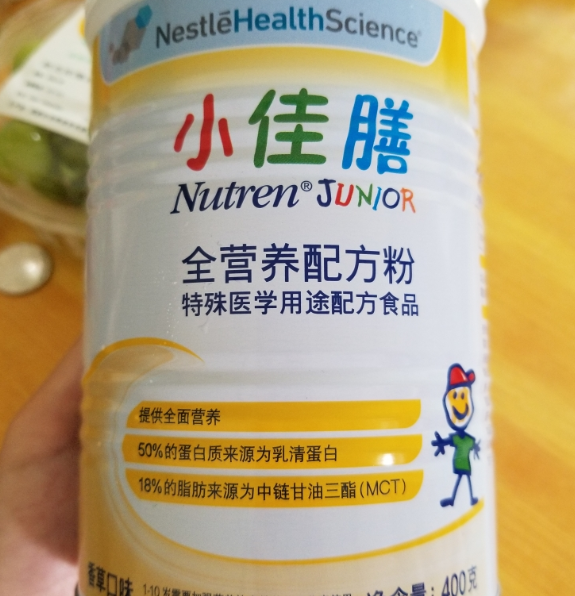 NestléHealthScience
小佳膳
Nutren® JUNIOR
全营养配方粉
特殊医学用途配方食品
提供全面营养
50%的蛋白质来源为乳清蛋白
18%的脂肪来源为中链甘油三酯(MCT)
香草口味
净含量:400克